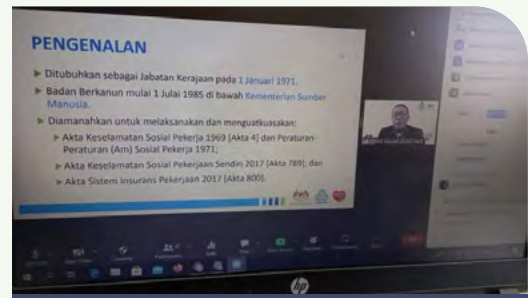 PENGENALAN
Ditubuhkan sebagai Jabatan Kerajaan pada 1 Januari 1971.
Badan Berkanun mulai 1 Julai 1985 di bawah Kementerian Sumber
Manusia.
Diamanahkan untuk melaksanakan dan menguatkuasakan:
Akta Keselamatan Sosial Pekerja 1969 [Akta 4] dan Peraturan-
Peraturan (Am) Sosial Pekerja 1971;
Akta Keselamatan Sosial Pekerjaan Sendiri 2017 [Akta 789]; dan
Akta Sistem Insurans Pekerjaan 2017 [Akta 800].
hp